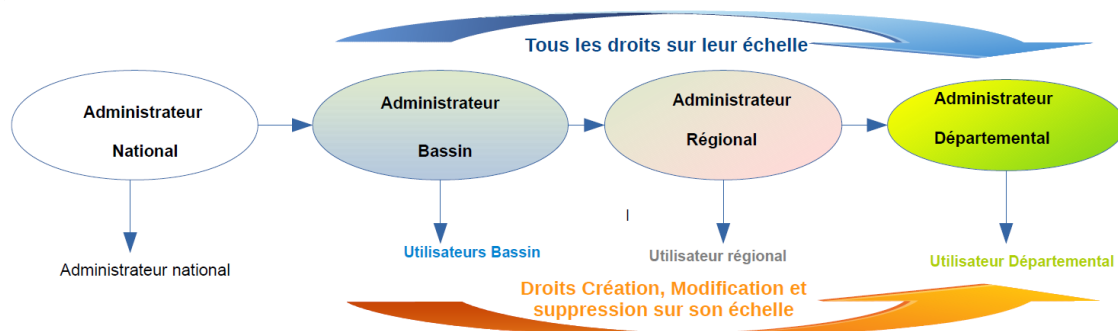 Tous les droits sur leur échelle
Administrateur
National
Administrateur
Bassin
Administrateur
Régional
Administrateur
Départemental
Administrateur national
Utilisateurs Bassin
Utilisateur régional
Utilisateur Départemental
Droits Création, Modification et
suppression sur son échelle